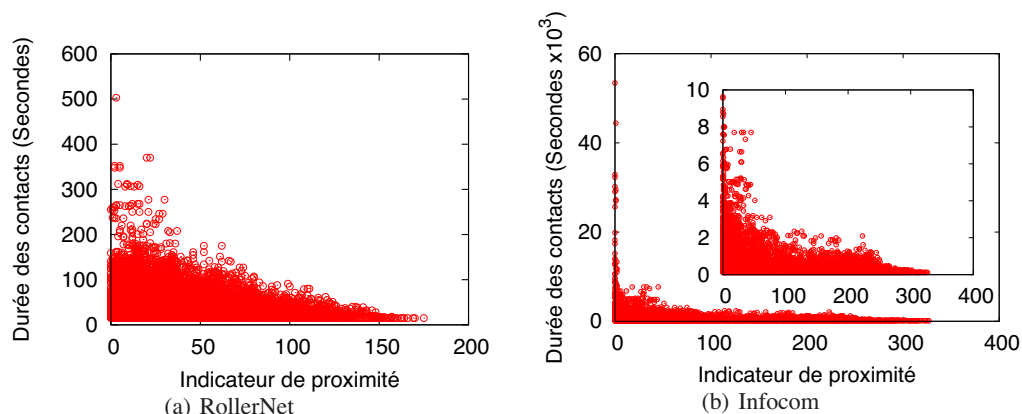 Durée des contacts (Secondes)
600
500
400
300
200
100
0
0 50 100 150 200
Indicateur de proximité
(a) RollerNet
Durée des contacts (Secondes x10³)
60
40
20
0
0 100 200 300 400
10
8
6
4
2
0
0 100 200 300 400
Indicateur de proximité
(b) Infocom